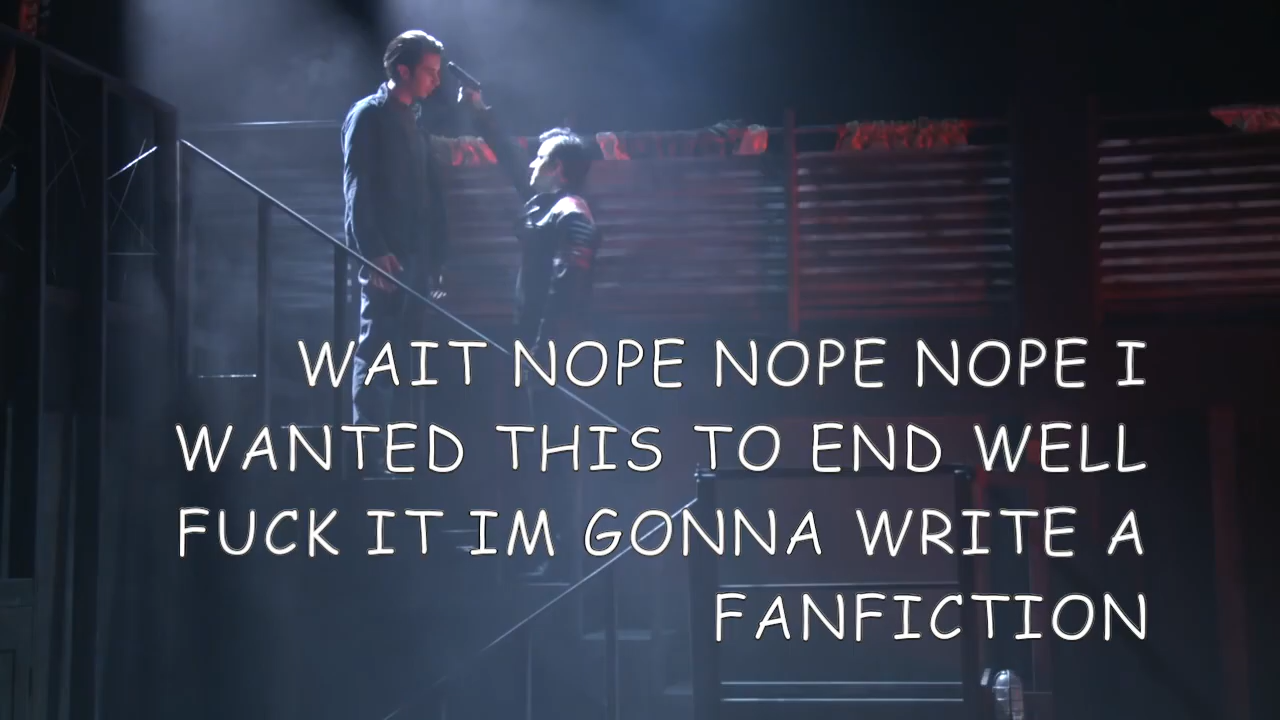 WAIT NOPE NOPE NOPE I
WANTED THIS TO END WELL
FUCK IT IM GONNA WRITE A
FANFICTION